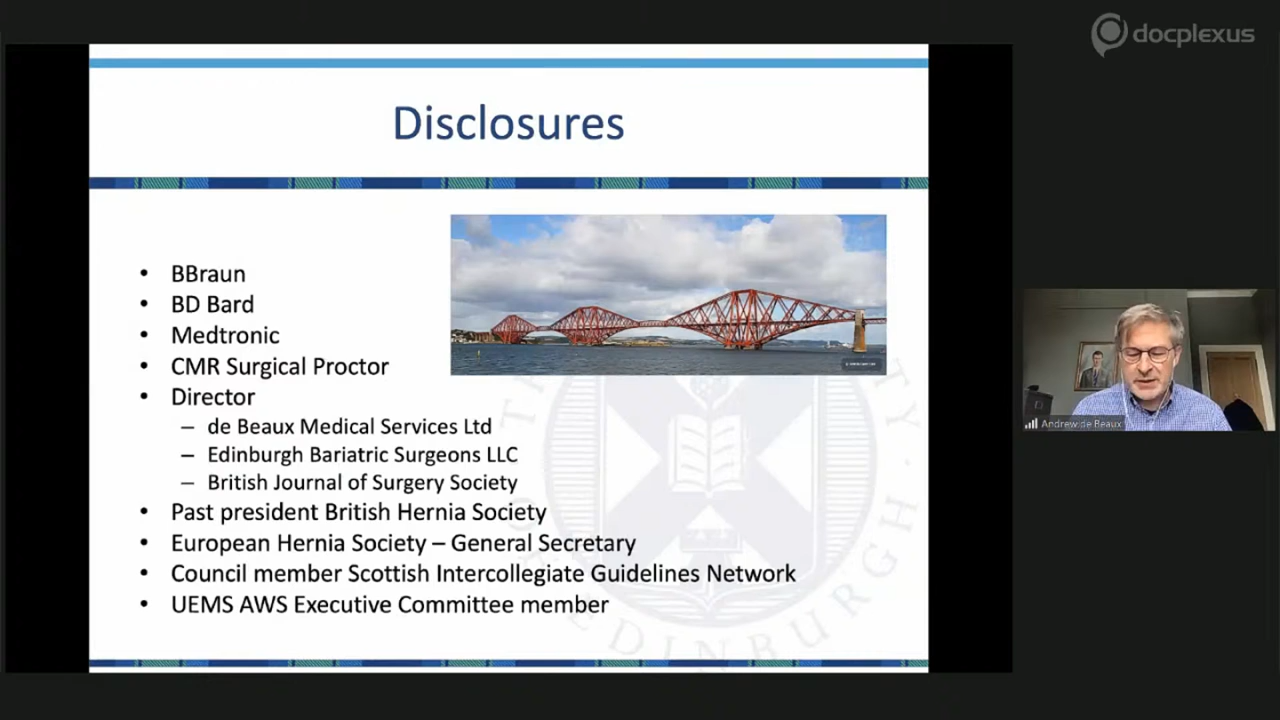 docplexus
Disclosures
• BBraun
• BD Bard
• Medtronic
• CMR Surgical Proctor
• Director
– de Beaux Medical Services Ltd
– Edinburgh Bariatric Surgeons LLC
– British Journal of Surgery Society
• Past president British Hernia Society
• European Hernia Society – General Secretary
• Council member Scottish Intercollegiate Guidelines Network
• UEMS AWS Executive Committee member
EDINBURGH
Andrew de Beaux